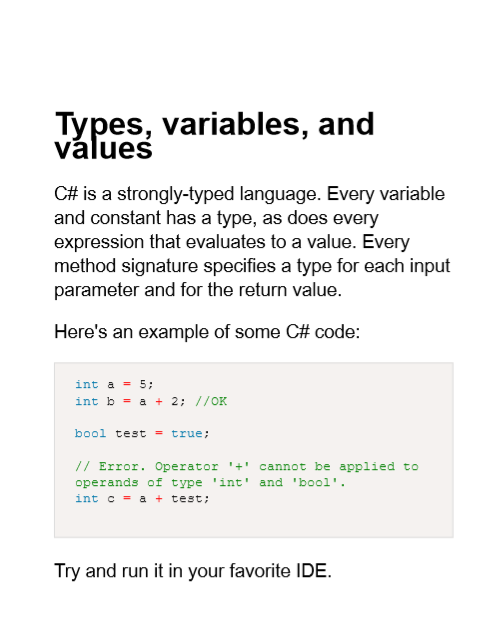 Types, variables, and
values
C# is a strongly-typed language. Every variable
and constant has a type, as does every
expression that evaluates to a value. Every
method signature specifies a type for each input
parameter and for the return value.
Here's an example of some C# code:
int a = 5;
int b = a + 2; //OK
bool test = true;
// Error. Operator '+' cannot be applied to
operands of type 'int' and 'bool'.
int c = a + test;
Try and run it in your favorite IDE.